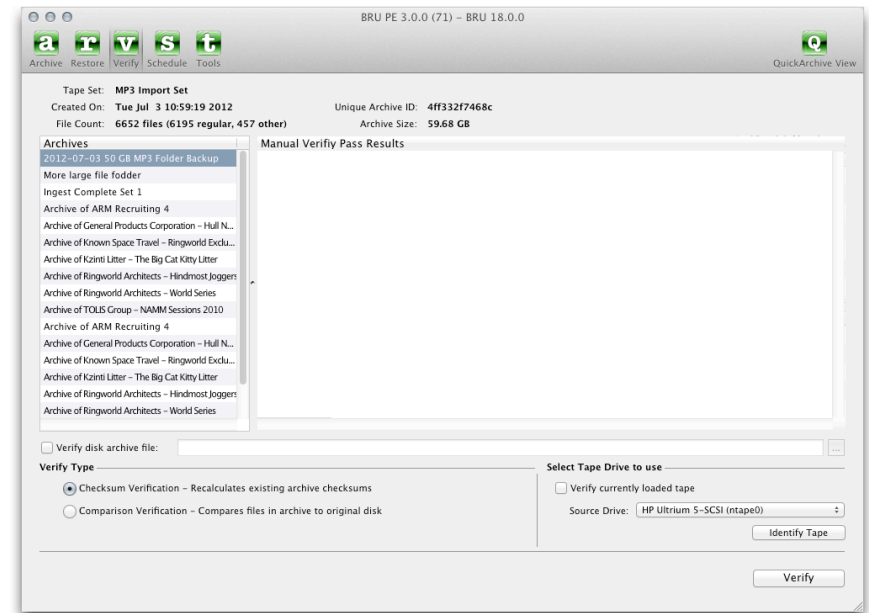 BRU PE 3.0.0 (71) – BRU 18.0.0
a r v s t Q
Archive Restore Verify Schedule Tools QuickArchive View
Tape Set: MP3 Import Set
Created On: Tue Jul 3 10:59:19 2012 Unique Archive ID: 4ff332f7468c
File Count: 6652 files (6195 regular, 457 other) Archive Size: 59.68 GB
Archives
2012-07-03 50 GB MP3 Folder Backup
More large file fodder
Ingest Complete Set 1
Archive of ARM Recruiting 4
Archive of General Products Corporation – Hull N...
Archive of Known Space Travel – Ringworld Exclu...
Archive of Kzinti Litter – The Big Cat Kitty Litter
Archive of Ringworld Architects – Hindmost Joggers
Archive of Ringworld Architects – World Series
Archive of TOLIS Group – NAMM Sessions 2010
Archive of ARM Recruiting 4
Archive of General Products Corporation – Hull N...
Archive of Known Space Travel – Ringworld Exclu...
Archive of Kzinti Litter – The Big Cat Kitty Litter
Archive of Ringworld Architects – Hindmost Joggers
Archive of Ringworld Architects – World Series
Manual Verifiy Pass Results
Verify disk archive file: ...
Verify Type
Checksum Verification – Recalculates existing archive checksums
Comparison Verification – Compares files in archive to original disk
Select Tape Drive to use
Verify currently loaded tape
Source Drive: HP Ultrium 5-SCSI (ntape0)
Identify Tape
Verify